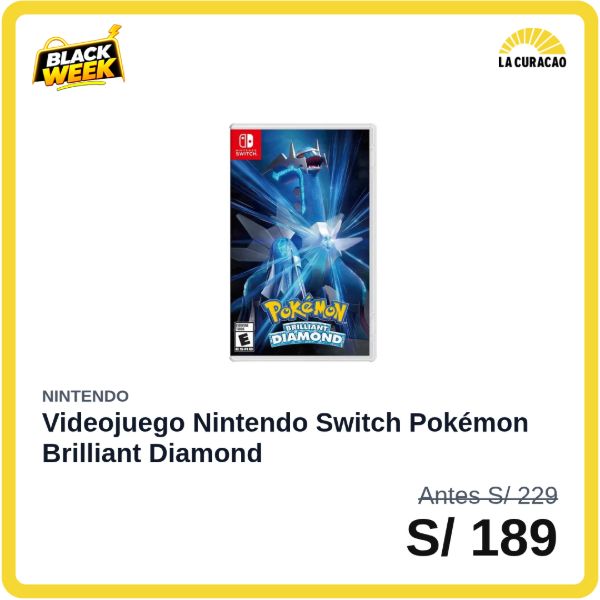 BLACK
WEEK
LA CURACAO
NINTENDO
SWITCH
POKéMON
BRILLIANT
DIAMOND
EVERYONE
E
NINTENDO
Videojuego Nintendo Switch Pokémon
Brilliant Diamond
Antes S/ 229
S/ 189